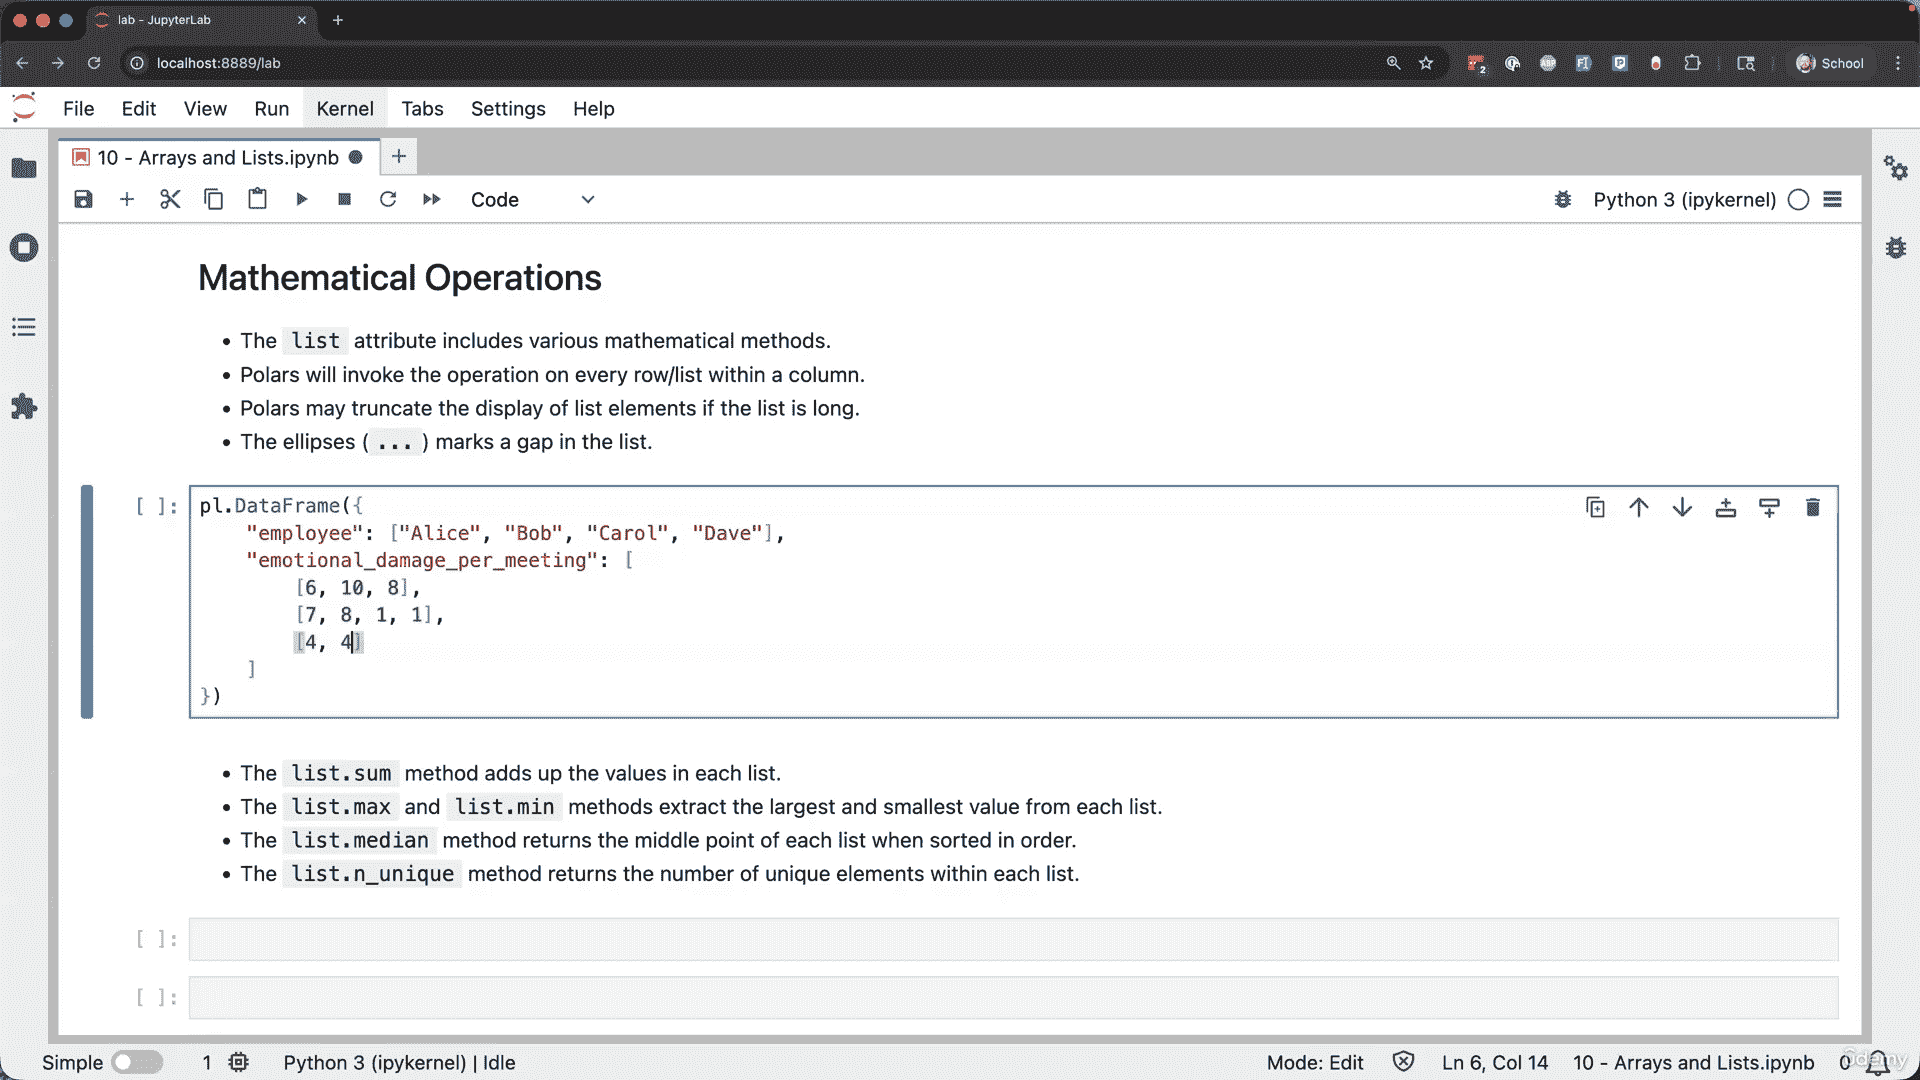 lab - JupyterLab
localhost:8889/lab
2
ABP
School
File Edit View Run Kernel Tabs Settings Help
10 - Arrays and Lists.ipynb
Code
Python 3 (ipykernel)
Mathematical Operations
• The list attribute includes various mathematical methods.
• Polars will invoke the operation on every row/list within a column.
• Polars may truncate the display of list elements if the list is long.
• The ellipses (...) marks a gap in the list.
[ ]: pl.DataFrame({
"employee": ["Alice", "Bob", "Carol", "Dave"],
"emotional_damage_per_meeting": [
[6, 10, 8],
[7, 8, 1, 1],
[4, 4]
]
})
• The list.sum method adds up the values in each list.
• The list.max and list.min methods extract the largest and smallest value from each list.
• The list.median method returns the middle point of each list when sorted in order.
• The list.n_unique method returns the number of unique elements within each list.
[ ]:
[ ]:
Simple 1 Python 3 (ipykernel) | Idle Mode: Edit Ln 6, Col 14 10 - Arrays and Lists.ipynb 0
udemy